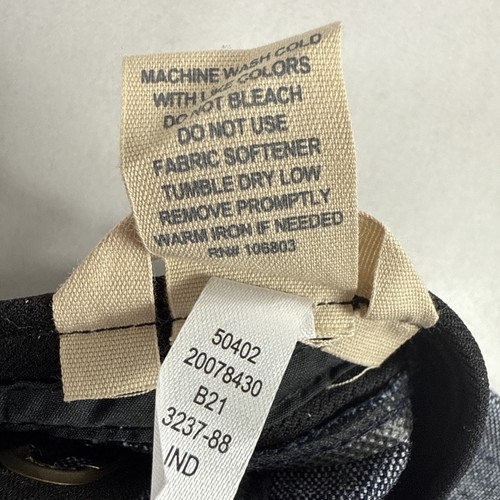 MACHINE WASH COLD
WITH LIKE COLORS
DO NOT BLEACH
DO NOT USE
FABRIC SOFTENER
TUMBLE DRY LOW
REMOVE PROMPTLY
WARM IRON IF NEEDED
RN# 106803
50402
20078430
B21
3237-88
IND